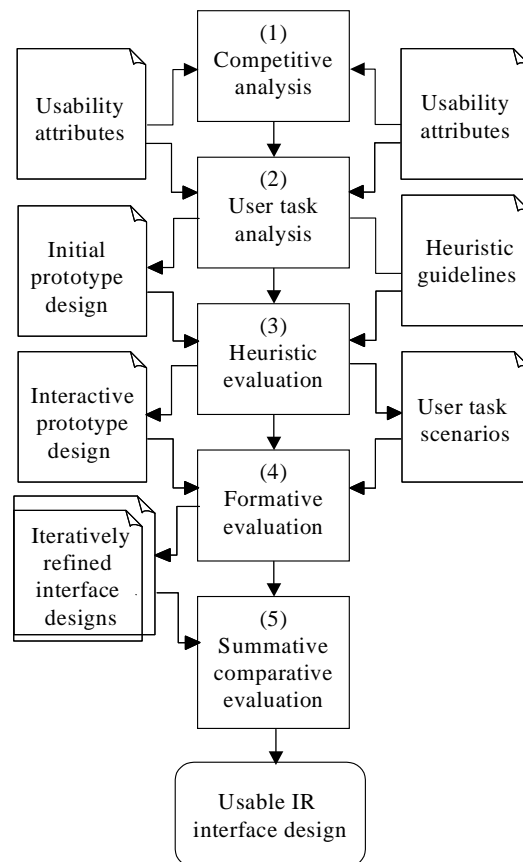 (1)
Competitive
analysis
Usability
attributes
Usability
attributes
(2)
User task
analysis
Initial
prototype
design
Heuristic
guidelines
(3)
Heuristic
evaluation
Interactive
prototype
design
User task
scenarios
(4)
Formative
evaluation
Iteratively
refined
interface
designs
(5)
Summative
comparative
evaluation
Usable IR
interface design